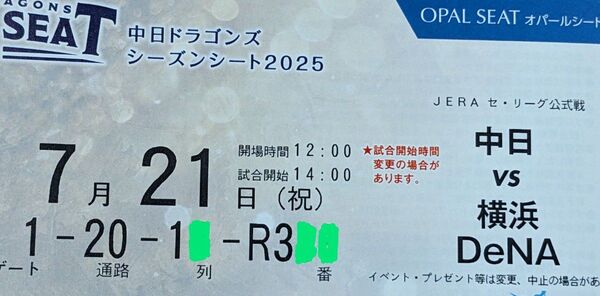 AGONS
SEAT
中日ドラゴンズ
シーズンシート2025
OPAL SEAT オパールシート
JERA セ・リーグ公式戦
7月21日(祝)
開場時間 12:00
試合開始 14:00
★試合開始時間
変更の場合が
あります。
中日
vs
横浜
DeNA
1-20-1 -R3
ゲート 通路 列 番
イベント・プレゼント等は変更、中止の場合があ